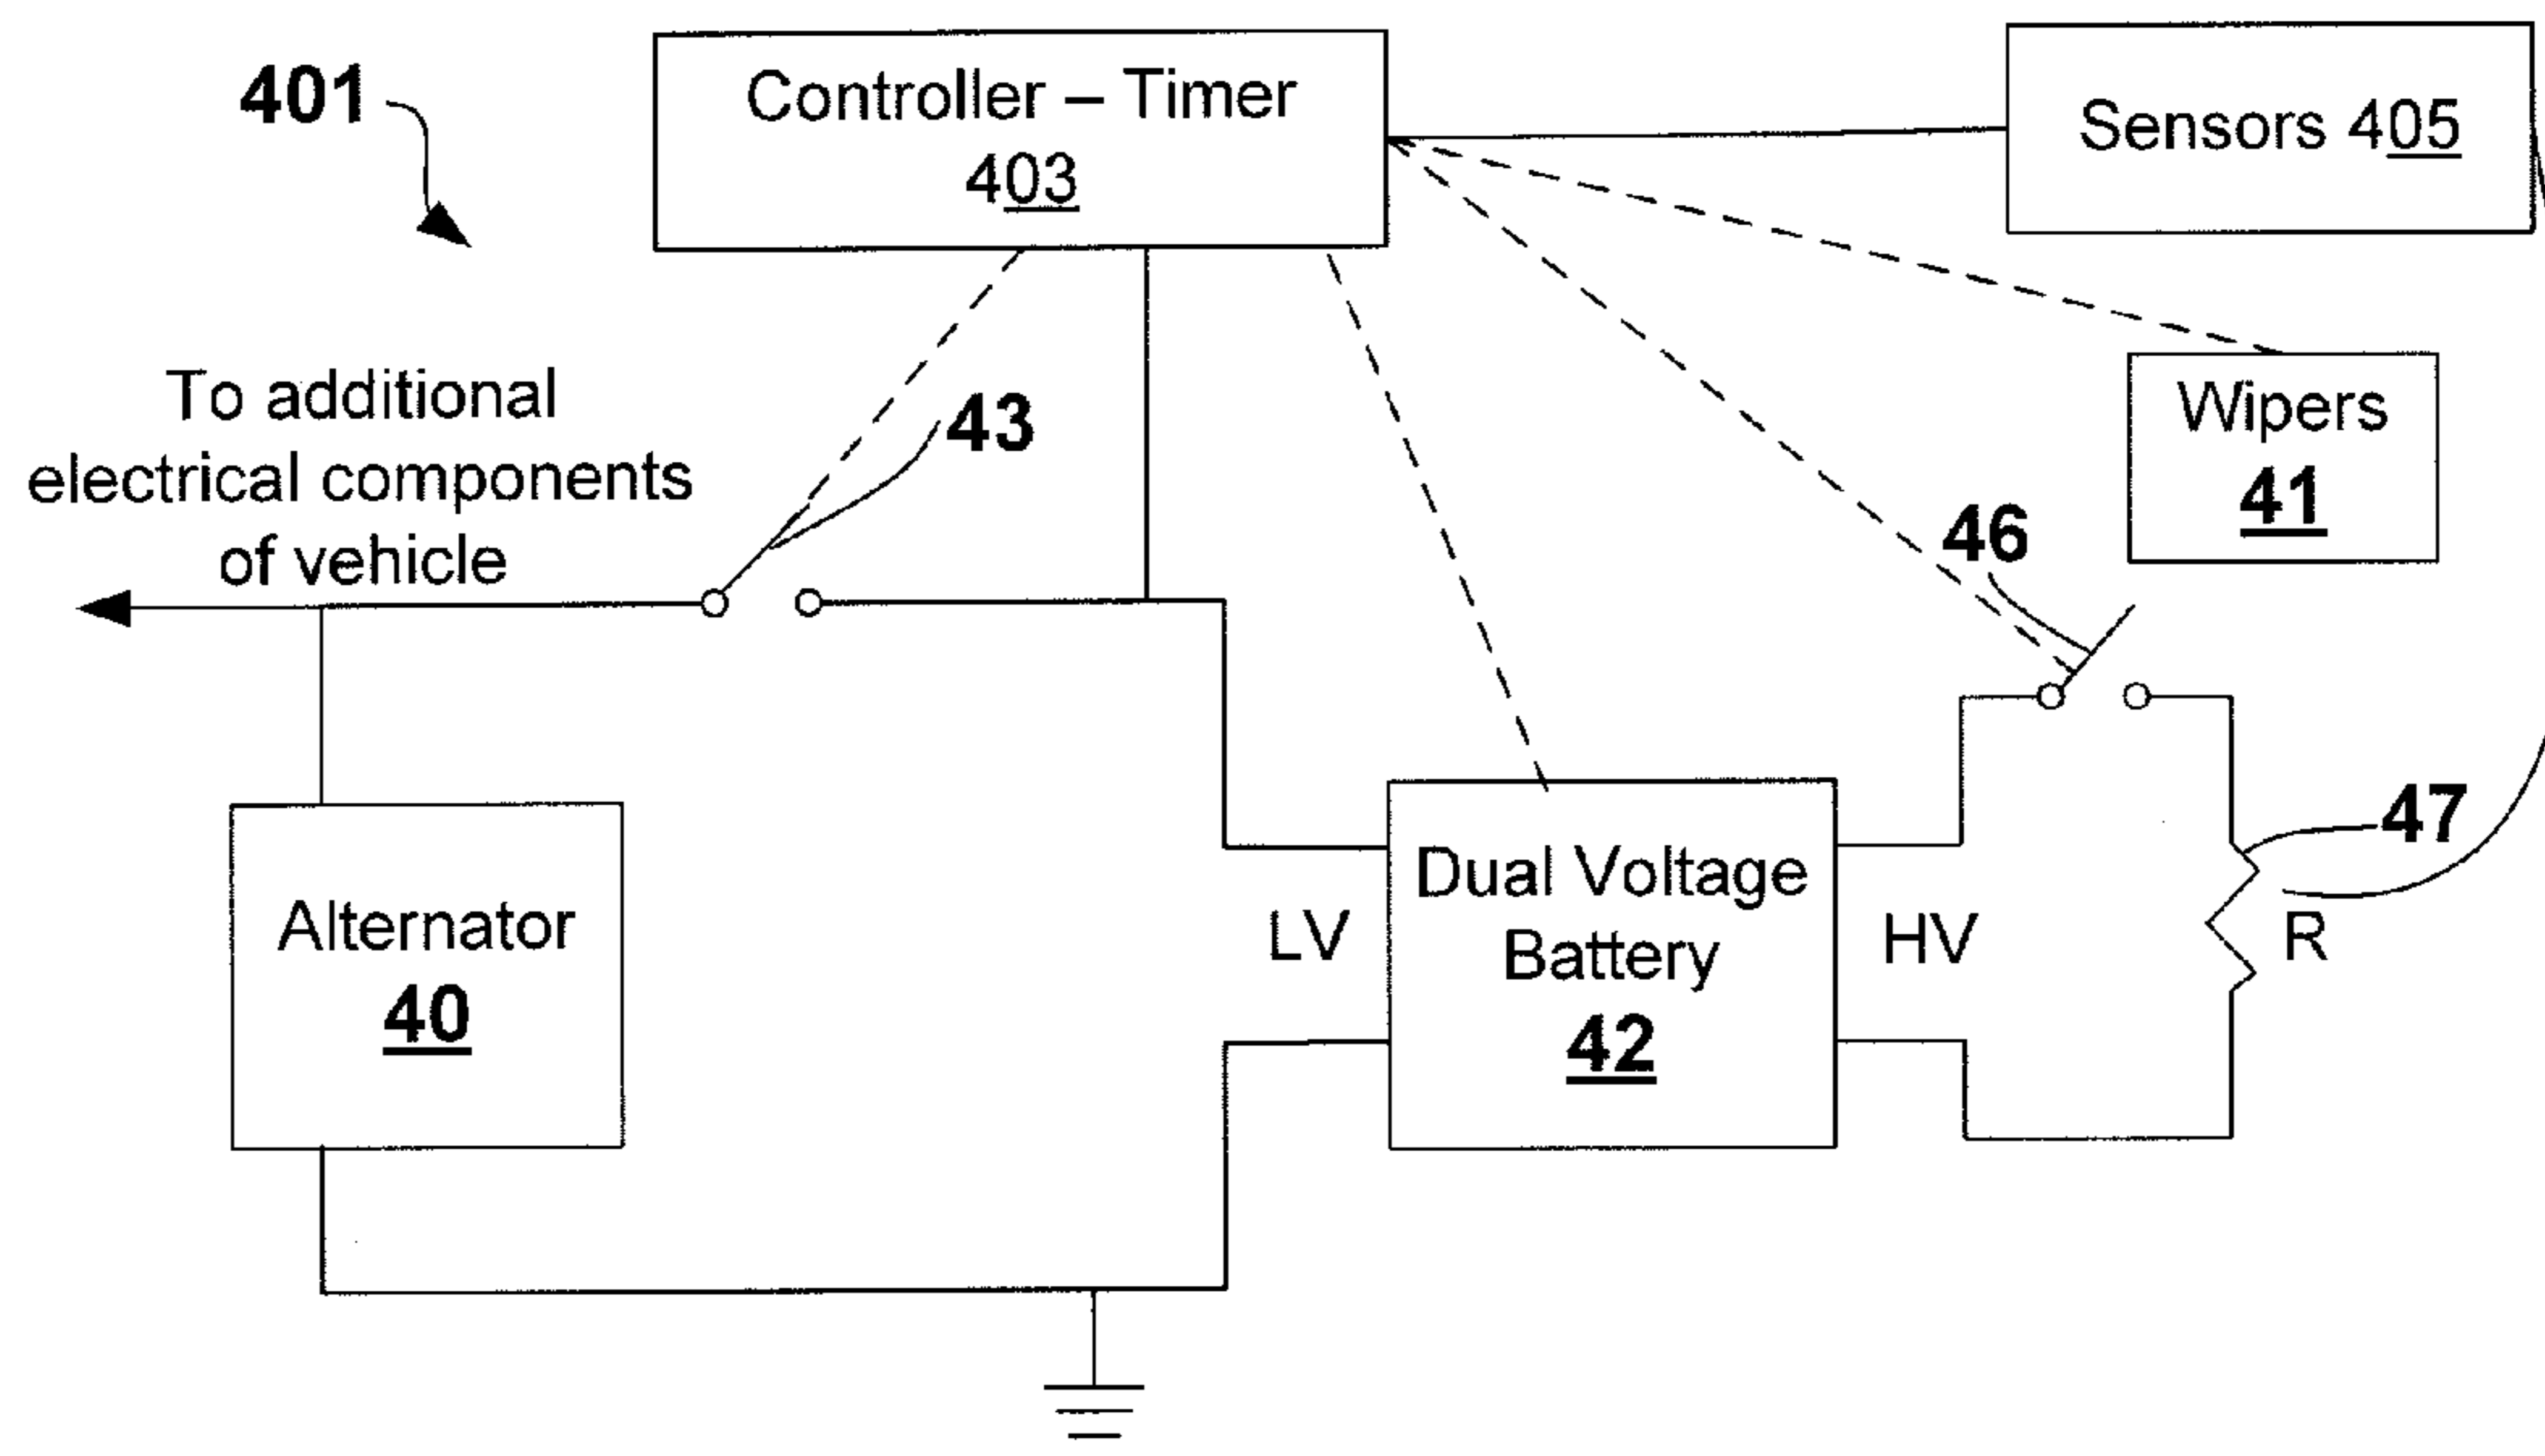 401
Controller – Timer
403
Sensors 405
To additional
electrical components
of vehicle
43
Wipers
41
46
Alternator
40
LV
Dual Voltage
Battery
42
HV
47
R